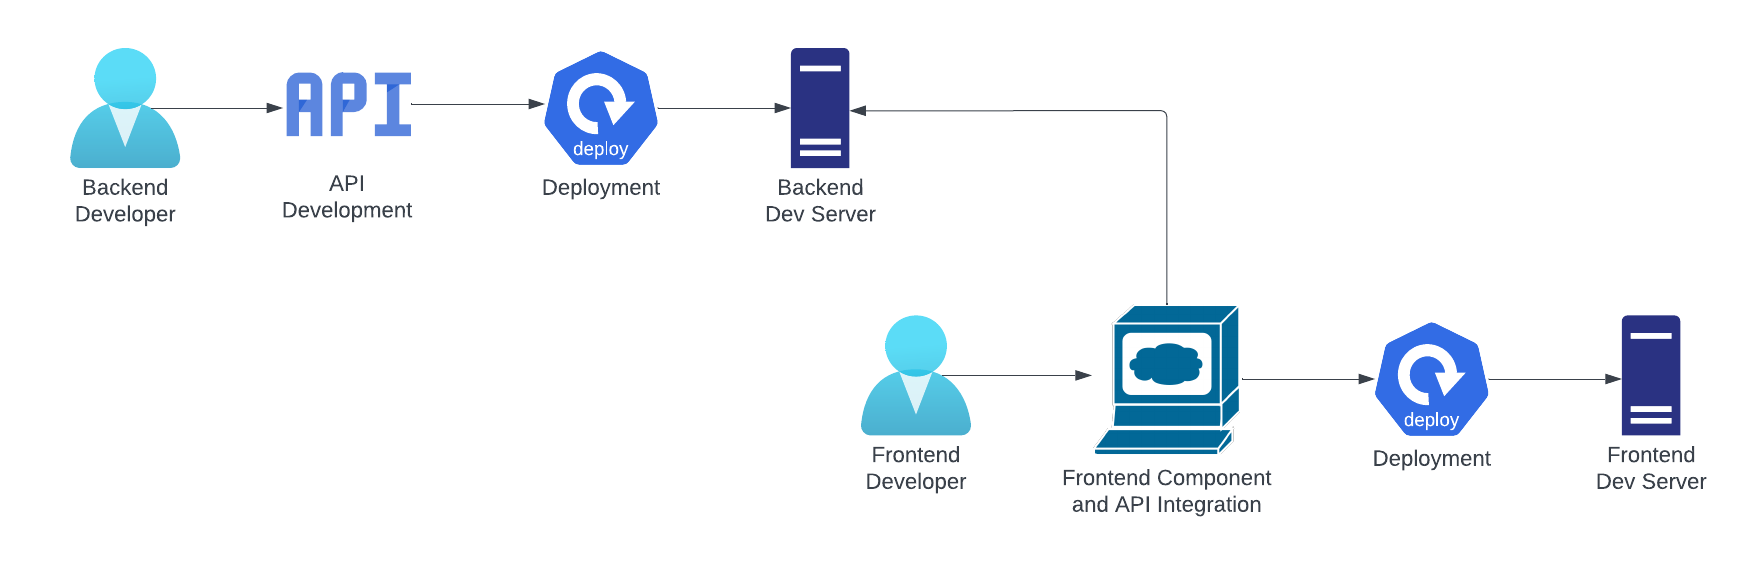 API
deploy
Backend
Developer
API
Development
Deployment
Backend
Dev Server
deploy
Frontend
Developer
Frontend Component
and API Integration
Deployment
Frontend
Dev Server